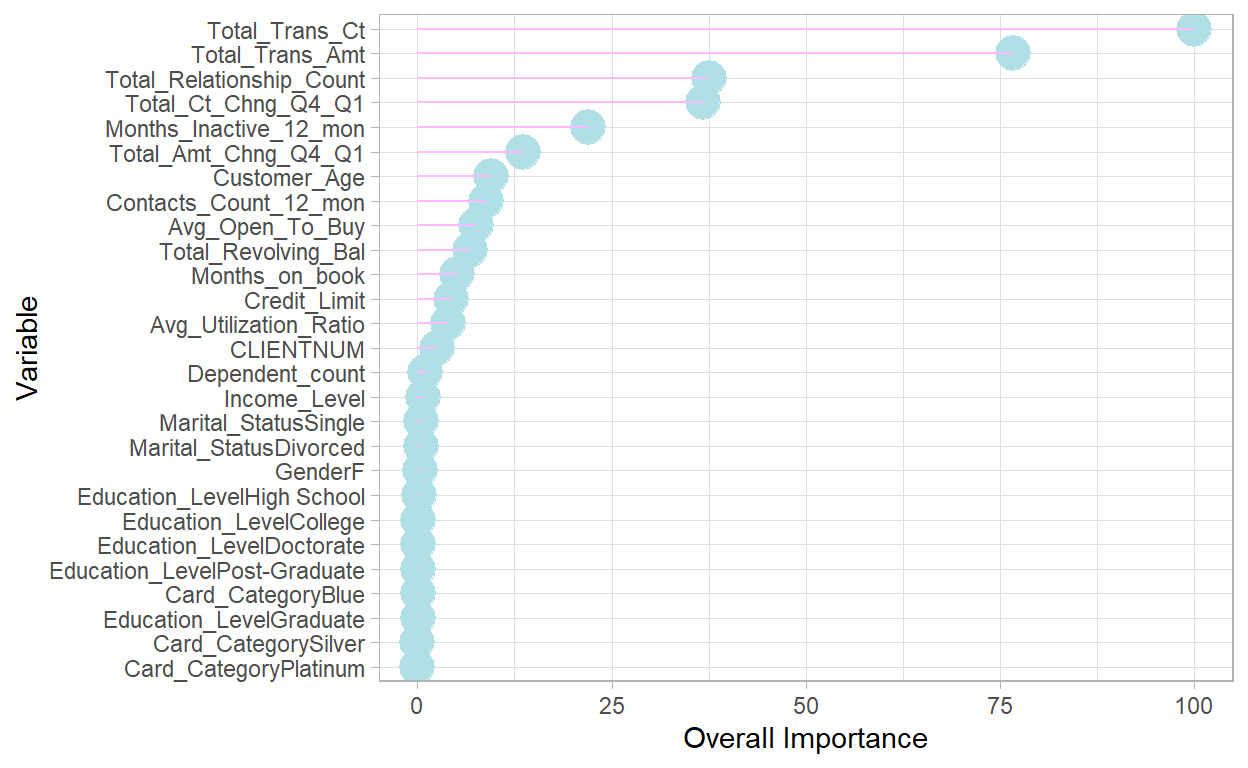 Total_Trans_Ct
Total_Trans_Amt
Total_Relationship_Count
Total_Ct_Chng_Q4_Q1
Months_Inactive_12_mon
Total_Amt_Chng_Q4_Q1
Customer_Age
Contacts_Count_12_mon
Avg_Open_To_Buy
Total_Revolving_Bal
Months_on_book
Credit_Limit
Avg_Utilization_Ratio
CLIENTNUM
Dependent_count
Income_Level
Marital_StatusSingle
Marital_StatusDivorced
GenderF
Education_LevelHigh School
Education_LevelCollege
Education_LevelDoctorate
Education_LevelPost-Graduate
Card_CategoryBlue
Education_LevelGraduate
Card_CategorySilver
Card_CategoryPlatinum
Variable
0 25 50 75 100
Overall Importance